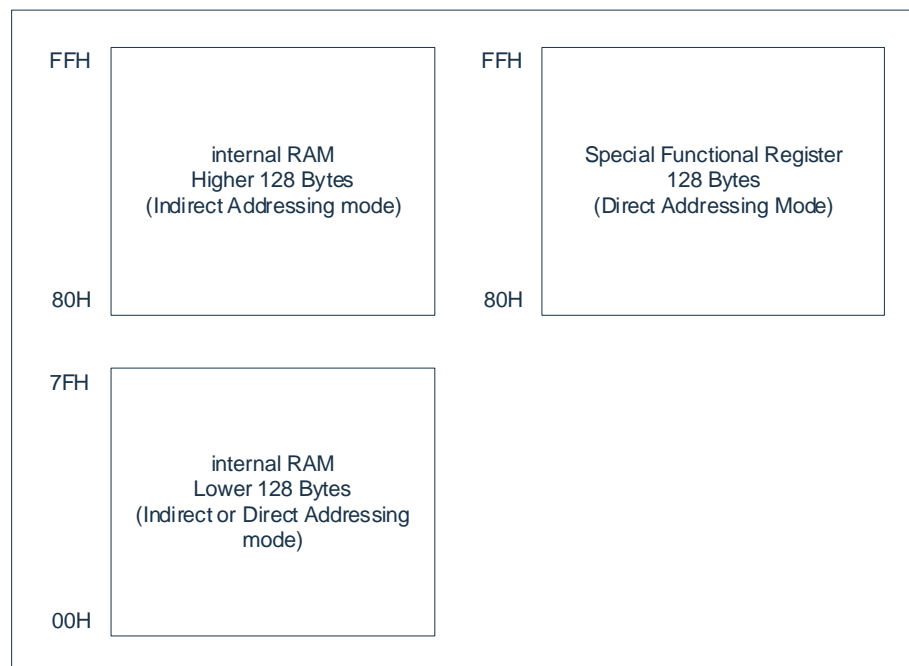 FFH
internal RAM
Higher 128 Bytes
(Indirect Addressing mode)
80H
FFH
Special Functional Register
128 Bytes
(Direct Addressing Mode)
80H
7FH
internal RAM
Lower 128 Bytes
(Indirect or Direct Addressing
mode)
00H